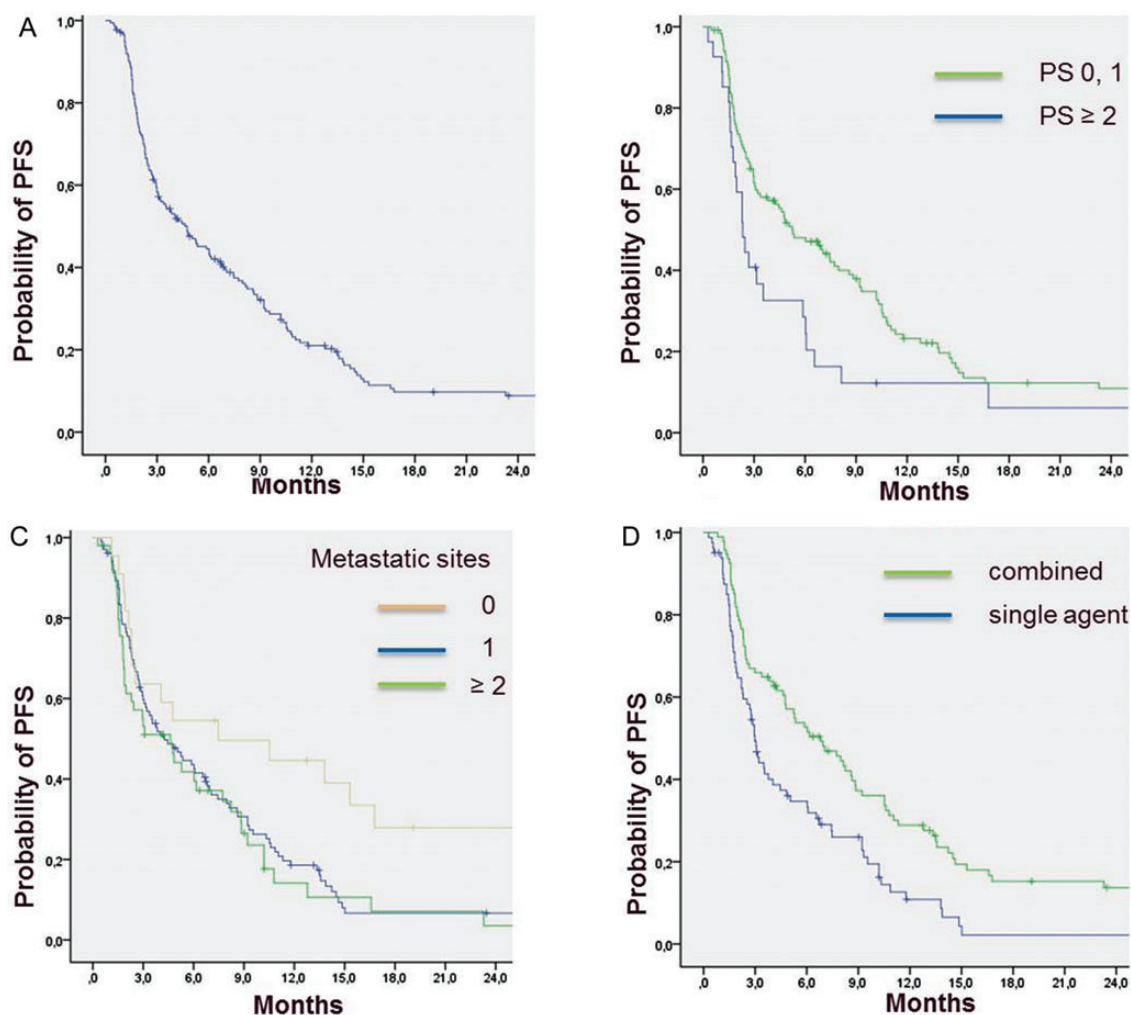 A
Probability of PFS
1,0
0,8
0,6
0,4
0,2
0,0
,0 3,0 6,0 9,0 12,0 15,0 18,0 21,0 24,0
Months
Probability of PFS
1,0
0,8
0,6
0,4
0,2
0,0
PS 0, 1
PS ≥ 2
,0 3,0 6,0 9,0 12,0 15,0 18,0 21,0 24,0
Months
C
Probability of PFS
1,0
0,8
0,6
0,4
0,2
0,0
Metastatic sites
0
1
≥ 2
,0 3,0 6,0 9,0 12,0 15,0 18,0 21,0 24,0
Months
D
Probability of PFS
1,0
0,8
0,6
0,4
0,2
0,0
combined
single agent
,0 3,0 6,0 9,0 12,0 15,0 18,0 21,0 24,0
Months